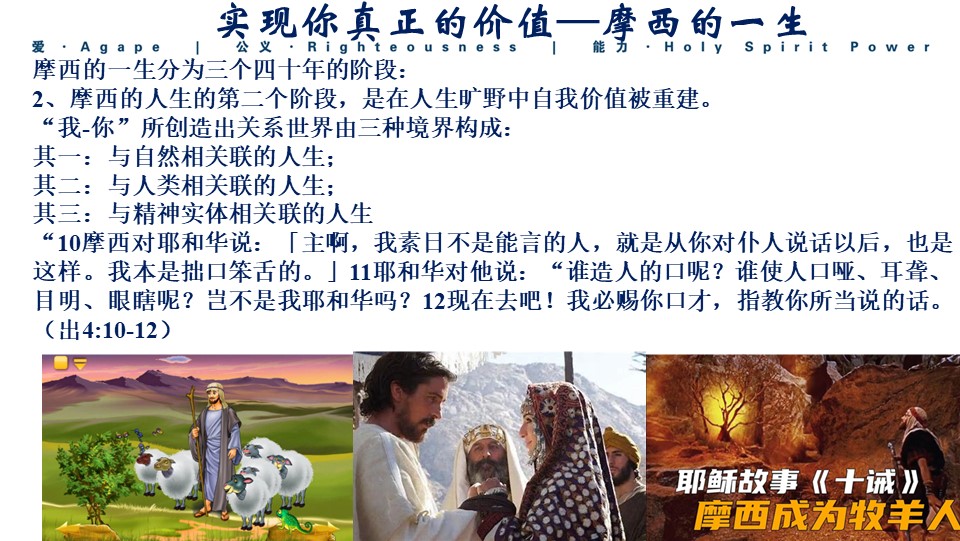 实现你真正的价值—摩西的一生
爱·Agape | 公义·Righteousness | 能力·Holy Spirit Power
摩西的一生分为三个四十年的阶段：
2、摩西的人生的第二个阶段，是在人生旷野中自我价值被重建。
“我-你”所创造出关系世界由三种境界构成：
其一：与自然相关联的人生；
其二：与人类相关联的人生；
其三：与精神实体相关联的人生
“10摩西对耶和华说：「主啊，我素日不是能言的人，就是从你对仆人说话以后，也是
这样。我本是拙口笨舌的。」11耶和华对他说：“谁造人的口呢？谁使人口哑、耳聋、
目明、眼瞎呢？岂不是我耶和华吗？12现在去吧！我必赐你口才，指教你所当说的话。
（出4:10-12）
耶稣故事《十诫》
摩西成为牧羊人